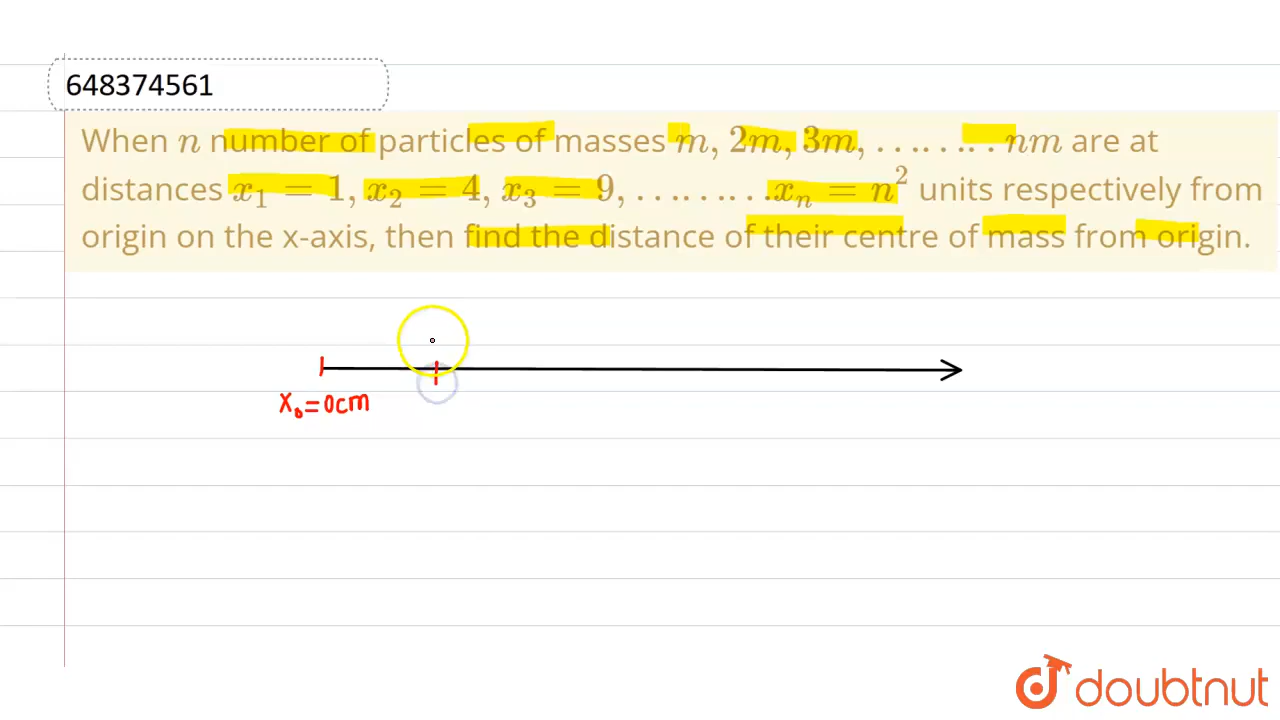 648374561
When n number of particles of masses m, 2m, 3m, ……… nm are at
distances x₁ = 1, x₂ = 4, x₃ = 9, ………xₙ = n² units respectively from
origin on the x-axis, then find the distance of their centre of mass from origin.
X₀=0cm
doubtnut